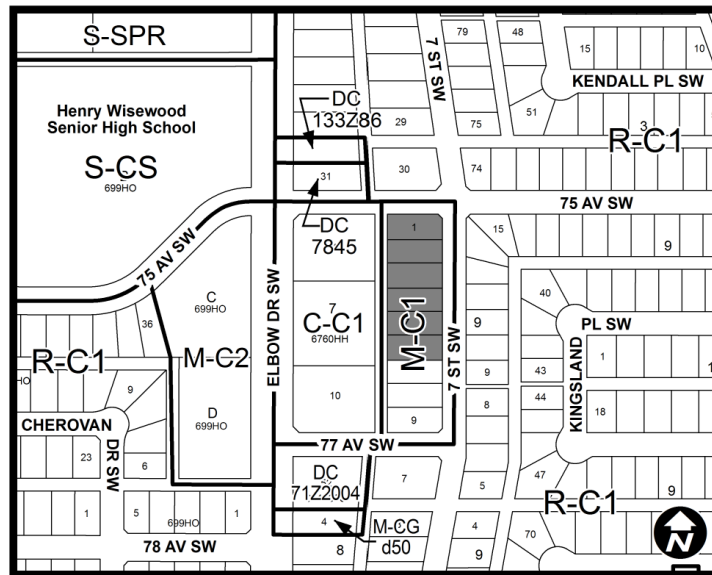 S-SPR
79
48
15
10
7 ST SW
KENDALL PL SW
DC
133Z86
51
Henry Wisewood
Senior High School
29
75
3
R-C1
S-CS
699HO
31
30
74
75 AV SW
DC
7845
1
15
9
75 AV SW
ELBOW DR SW
C
699HO
7
C-C1
6760HH
M-C1
7 ST SW
40
PL SW
36
9
KINGSLAND
1
R-C1
M-C2
9
43
10
44
18
9
D
699HO
9
8
CHEROVAN
DR SW
77 AV SW
23
6
DC
71Z2004
7
5
47
R-C1
9
1
5
699HO
1
4
M-CG
d50
4
78 AV SW
8
9
70
N